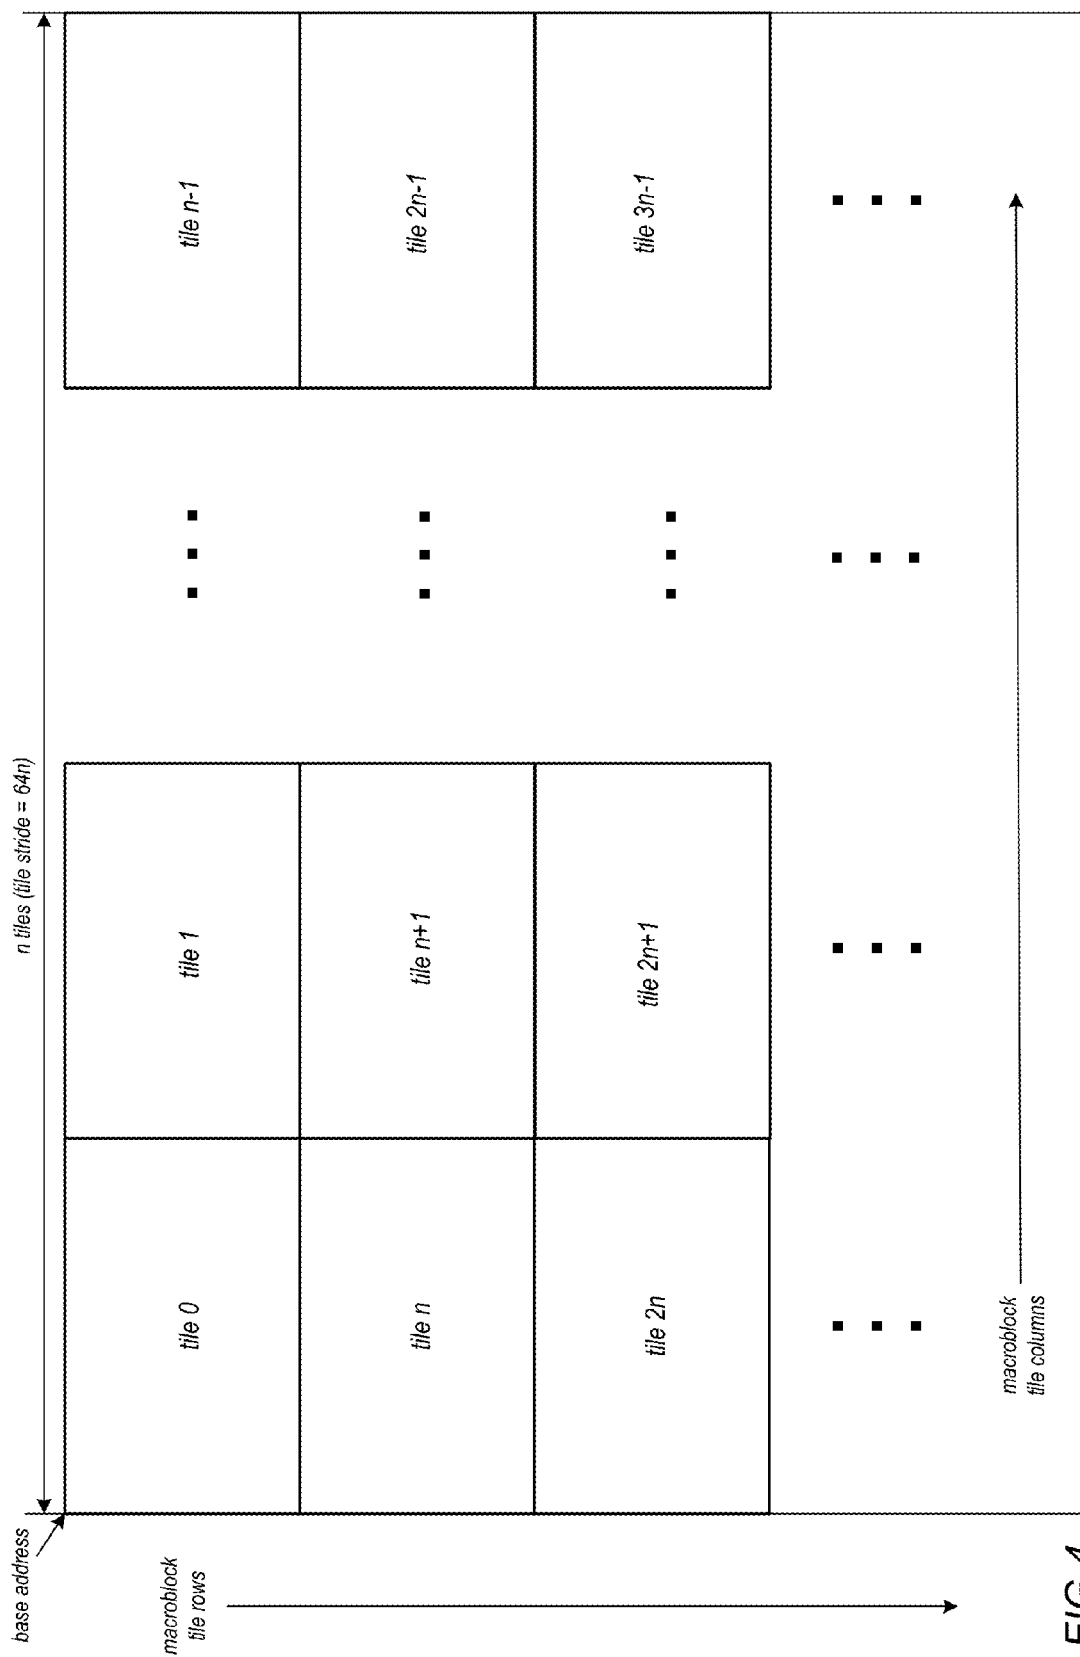 n tiles (tile stride = 64n)
base address
tile 0
tile 1
tile n-1
macroblock
tile rows
tile n
tile n+1
tile 2n-1
tile 2n
tile 2n+1
tile 3n-1
macroblock
tile columns
FIG. 4